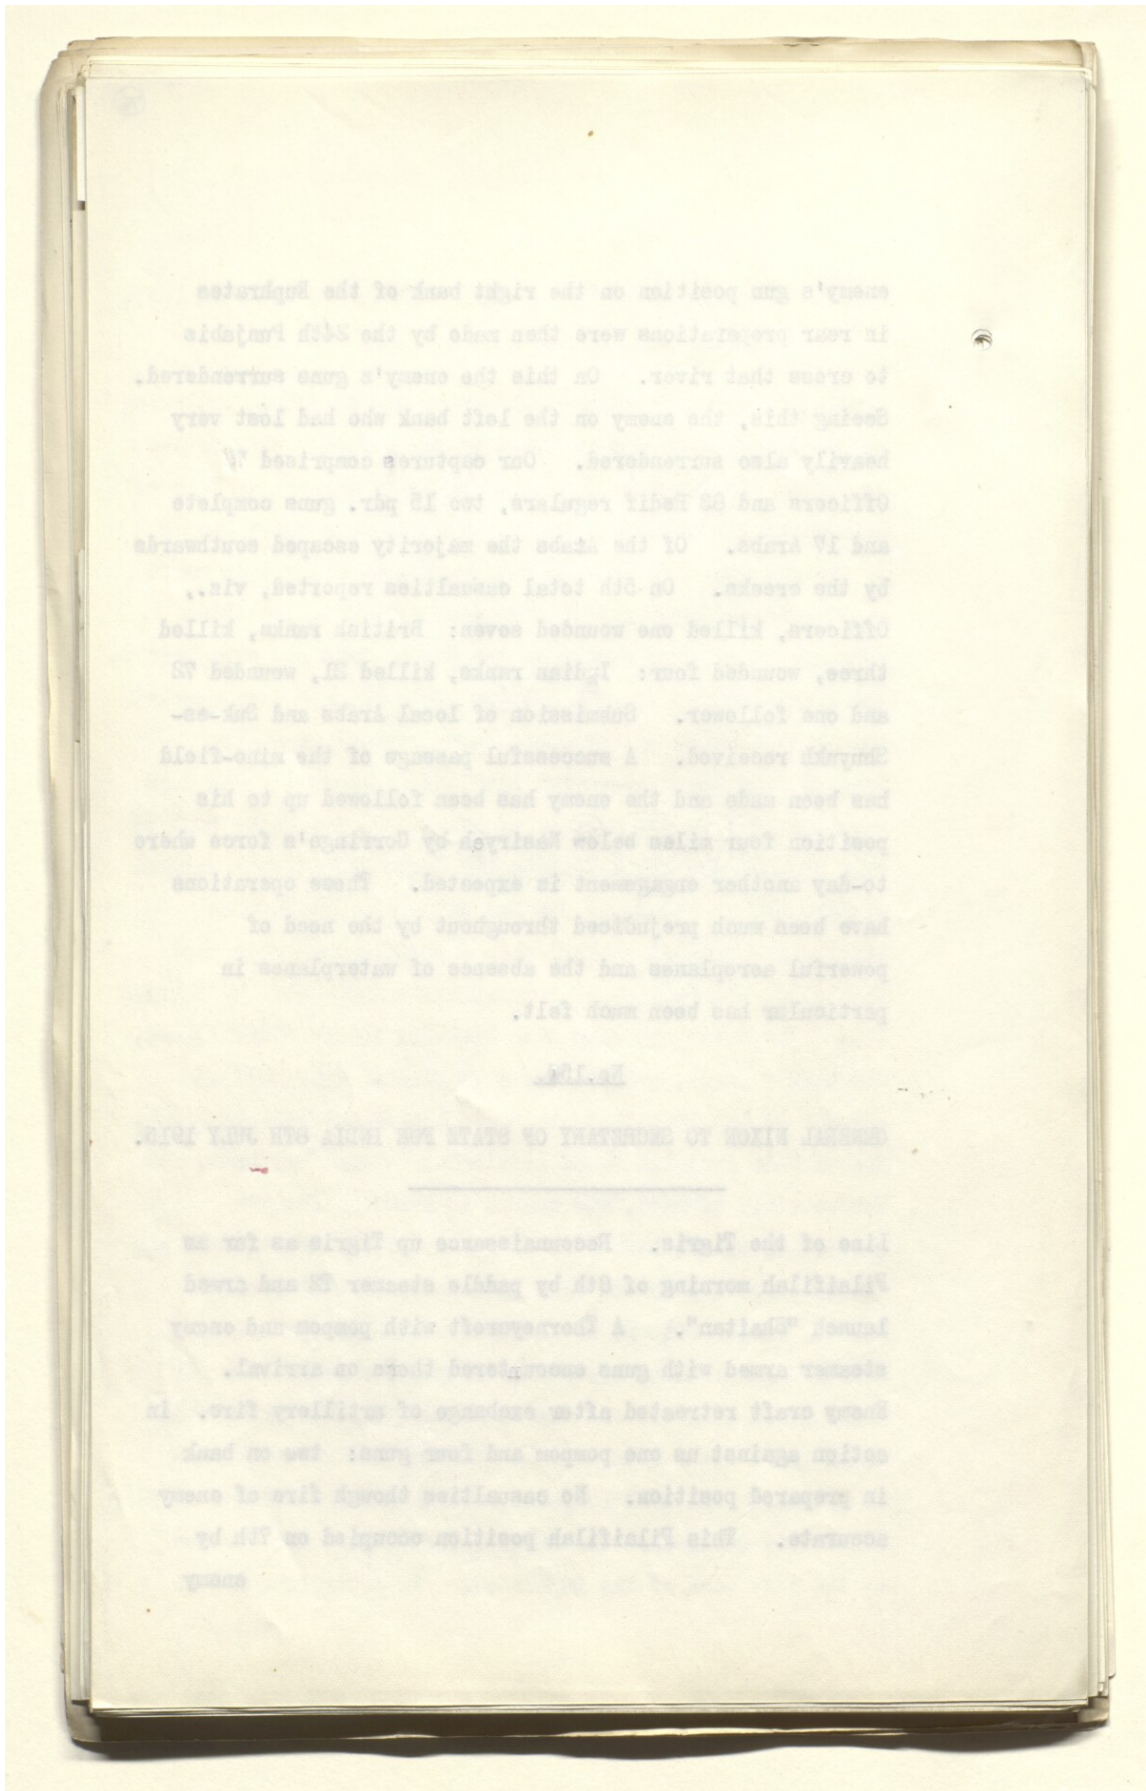 enemy's gun position on the right bank of the Euphrates
in rear preparations were then made by the 24th Punjabis
to cross that river. On this the enemy's guns surrendered.
Seeing this, the enemy on the left bank who had lost very
heavily also surrendered. Our captures comprised
Officers and 83 Redif regulars, two 15 pdr. guns complete
and 17 Arabs. Of the Arabs the majority escaped southwards
by the creeks. On 5th total casualties reported, viz.,
Officers, killed one wounded seven: British ranks, killed
three, wounded four: Indian ranks, killed 21, wounded 72
and one follower. Submission of local Arabs and Suk-es-
Shuyukh received. A successful passage of the mine-field
has been made and the enemy has been followed up to his
position four miles below Nasiryeh by Gorringe's force where
to-day another engagement is expected. These operations
have been much prejudiced throughout by the need of
powerful aeroplanes and the absence of waterplanes in
particular has been much felt.
GENERAL NIXON TO SECRETARY OF STATE FOR INDIA 8TH JULY 1915.
Line of the Tigris. Reconnaissance up Tigris as far as
Filaifilah morning of 8th by paddle steamer and armed
launch "Shaitan". A Thorneycroft with pompom and enemy
steamer armed with guns encountered there on arrival.
Enemy craft retreated after exchange of artillery fire. In
action against us one pompom and four guns: two on bank
in prepared position. No casualties though fire of enemy
accurate. This Filaifilah position occupied on 7th by
enemy